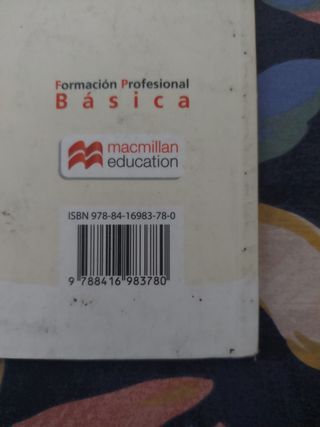 Formación Profesional
Básica
macmillan
education
ISBN 978-84-16983-78-0
9 788416 983780